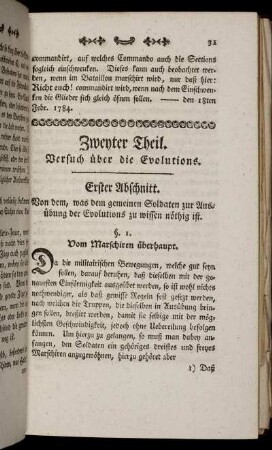 31
commandirt, auf welches Commando auch die Sections
sogleich einschwenken. Dieses kann auch beobachtet wer-
den, wenn im Bataillon marschirt wird, nur daß hier:
Richt euch! commandirt wird, wenn nach dem Einschwen-
ken die Glieder sich gleich öfnen sollen. — den 18ten
Febr. 1784.
Zweyter Theil.
Versuch über die Evolutions.
Erster Abschnitt.
Von dem, was dem gemeinen Soldaten zur Aus-
übung der Evolutions zu wissen nöthig ist.
§. 1.
Vom Marschiren überhaupt.
Da die militairischen Bewegungen, welche gut seyn
sollen, darauf beruhen, daß dieselben mit der ge-
nauesten Einförmigkeit ausgeübet werden, so ist wohl nichts
nothwendiger, als daß gewisse Regeln fest gesetzt werden,
nach welchen die Truppen, die dieselben in Ausübung brin-
gen sollen, dressiret werden, damit sie selbige mit der mög-
lichsten Geschwindigkeit, jedoch ohne Uebereilung befolgen
können. Um hierzu zu gelangen, so muß man dahey an-
fangen, den Soldaten ein gehöriges dreistes und freyes
Marschiren anzugewöhnen, hierzu gehöret aber
1) Daß